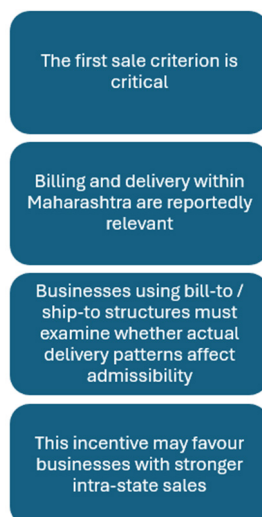 The first sale criterion is
critical
Billing and delivery within
Maharashtra are reportedly
relevant
Businesses using bill-to /
ship-to structures must
examine whether actual
delivery patterns affect
admissibility
This incentive may favour
businesses with stronger
intra-state sales